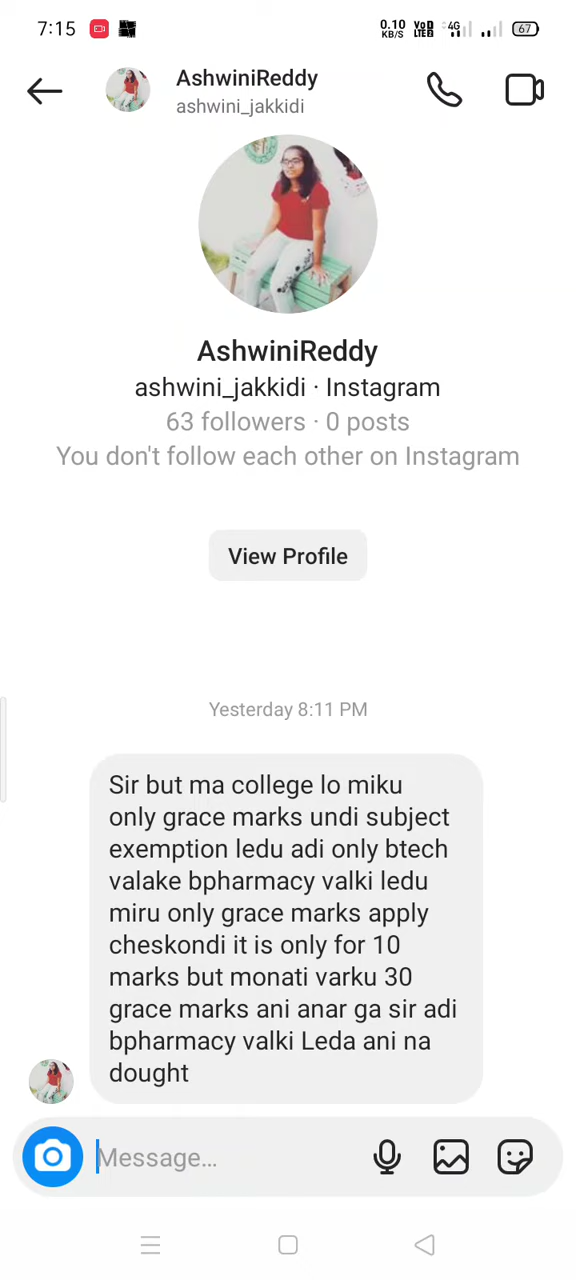 7:15
0.10 KB/S VoD LTE2 4G 67
AshwiniReddy
ashwini_jakkidi
AshwiniReddy
ashwini_jakkidi · Instagram
63 followers · 0 posts
You don't follow each other on Instagram
View Profile
Yesterday 8:11 PM
Sir but ma college lo miku
only grace marks undi subject
exemption ledu adi only btech
valake bpharmacy valki ledu
miru only grace marks apply
cheskondi it is only for 10
marks but monati varku 30
grace marks ani anar ga sir adi
bpharmacy valki Leda ani na
dought
Message...